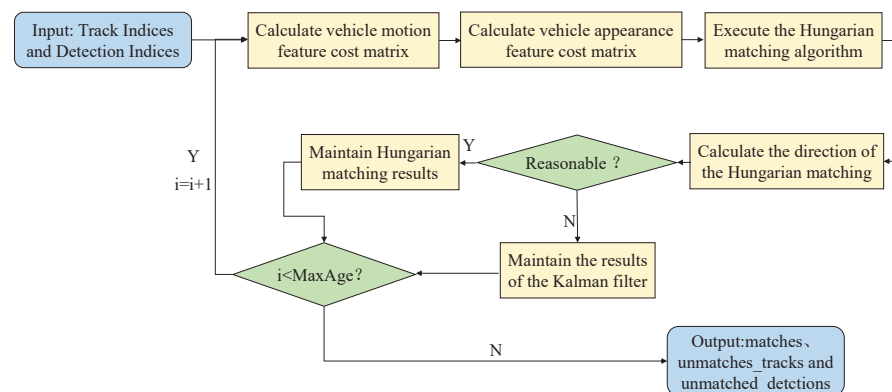 Input: Track Indices
and Detection Indices
Calculate vehicle motion
feature cost matrix
Calculate vehicle appearance
feature cost matrix
Execute the Hungarian
matching algorithm
Calculate the direction of
the Hungarian matching
Reasonable？
Y
Maintain Hungarian
matching results
N
Maintain the results
of the Kalman filter
i<MaxAge？
Y
i=i+1
N
Output:matches、
unmatches_tracks and
unmatched_detctions